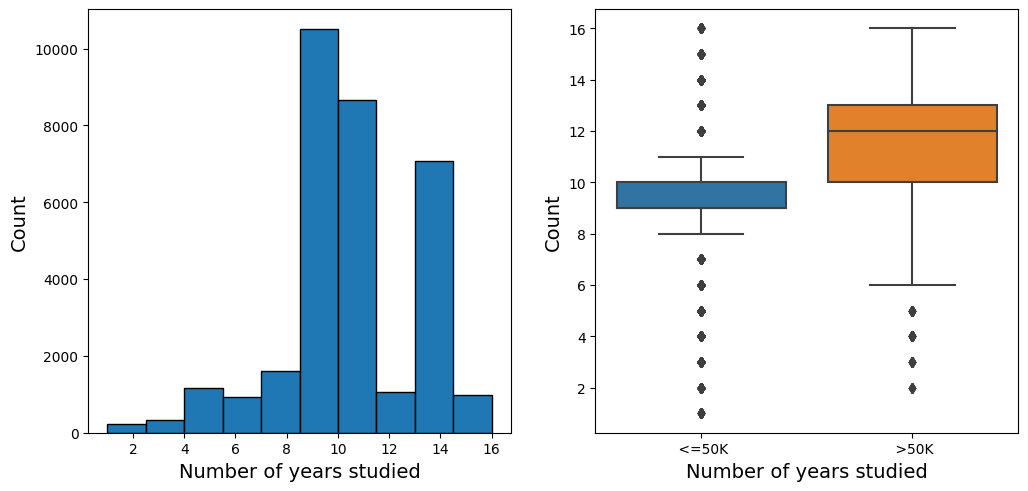 10000
8000
6000
4000
2000
0
2 4 6 8 10 12 14 16
Count
Number of years studied
16
14
12
10
8
6
4
2
<=50K >50K
Count
Number of years studied